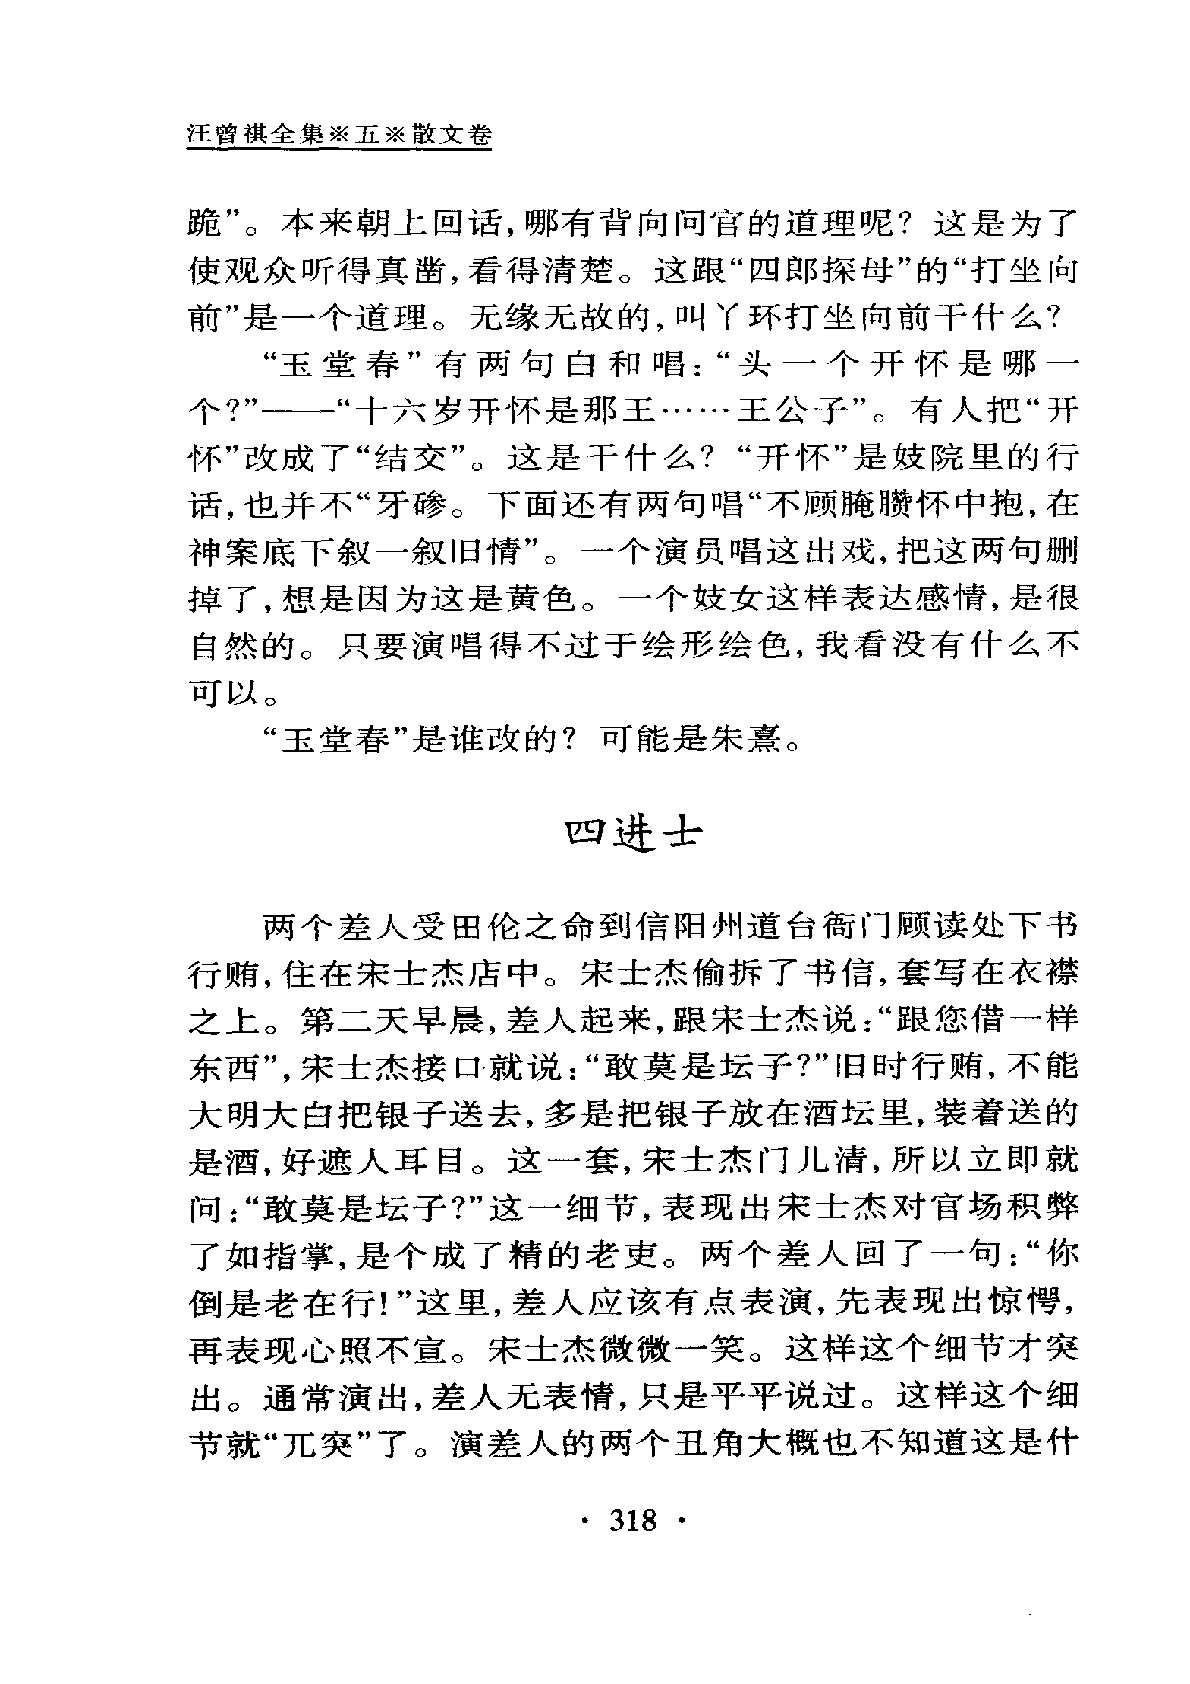 汪曾祺全集※五※散文卷
跪”。本来朝上回话,哪有背向问官的道理呢？这是为了
使观众听得真凿,看得清楚。这跟“四郎探母”的“打坐向
前”是一个道理。无缘无故的,叫丫环打坐向前干什么？
“玉堂春”有两句白和唱：“头一个开怀是哪一
个?”——“十六岁开怀是那王……王公子”。有人把“开
怀”改成了“结交”。这是干什么？“开怀”是妓院里的行
话,也并不“牙碜。下面还有两句唱“不顾腌臜怀中抱,在
神案底下叙一叙旧情”。一个演员唱这出戏,把这两句删
掉了,想是因为这是黄色。一个妓女这样表达感情,是很
自然的。只要演唱得不过于绘形绘色,我看没有什么不
可以。
“玉堂春”是谁改的？可能是朱熹。
四进士
两个差人受田伦之命到信阳州道台衙门顾读处下书
行贿,住在宋士杰店中。宋士杰偷拆了书信,套写在衣襟
之上。第二天早晨,差人起来,跟宋士杰说：“跟您借一样
东西”,宋士杰接口就说：“敢莫是坛子?”旧时行贿,不能
大明大白把银子送去,多是把银子放在酒坛里,装着送的
是酒,好遮人耳目。这一套,宋士杰门儿清,所以立即就
问：“敢莫是坛子?”这一细节,表现出宋士杰对官场积弊
了如指掌,是个成了精的老吏。两个差人回了一句：“你
倒是老在行!”这里,差人应该有点表演,先表现出惊愕,
再表现心照不宣。宋士杰微微一笑。这样这个细节才突
出。通常演出,差人无表情,只是平平说过。这样这个细
节就“兀突”了。演差人的两个丑角大概也不知道这是什
· 318 ·